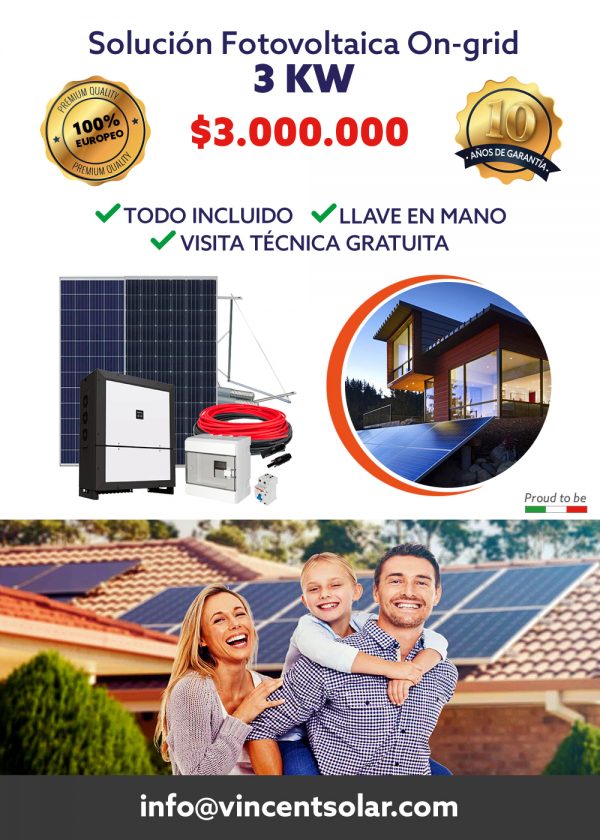 Solución Fotovoltaica On-grid
3 KW
$3.000.000
PREMIUM QUALITY
100%
EUROPEO
PREMIUM QUALITY
10
AÑOS DE GARANTÍA
TODO INCLUIDO
LLAVE EN MANO
VISITA TÉCNICA GRATUITA
Proud to be
info@vincentsolar.com